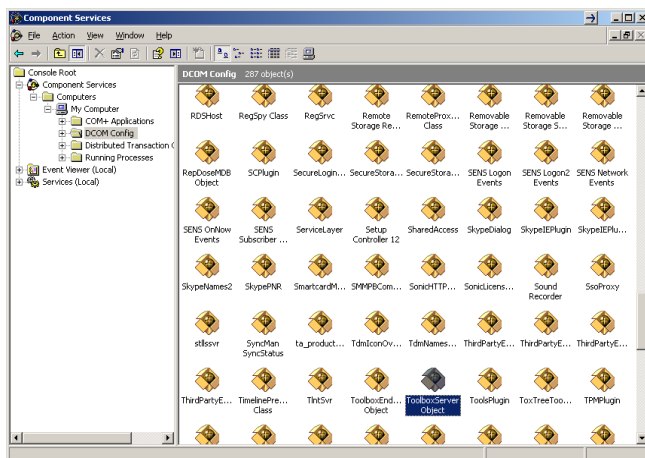 Component Services
File Action View Window Help
Console Root
Component Services
Computers
My Computer
COM+ Applications
DCOM Config
Distributed Transaction
Running Processes
Event Viewer (Local)
Services (Local)
DCOM Config 287 object(s)
RDSHost RegSpy Class RegSrvc Remote RemoteProx... Removable Removable Removable
Storage Re... Class Storage ... Storage S... Storage ...
RepDoseMDB SCPlugin SecureLogin... SecureStora... SecureStora... SENS Logon SENS Logon2 SENS Network
Object Events Events Events
SENS OnNow SENS ServiceLayer Setup SharedAccess SkypeDialog SkypeIEPlugin SkypeIEPlu...
Events Subscriber ... Controller 12
SkypeNames2 SkypePNR SmartcardM... SMMPBCom... SonicHTTP... SonicLicens... Sound SsoProxy
Recorder
stllssvr SyncMan ta_product... TdmIconOv... TdmNames... ThirdPartyE... ThirdPartyE... ThirdPartyE...
SyncStatus
ThirdPartyE... TimelinePre... TlntSvr ToolboxEnd... ToolboxServer ToolsPlugin ToxTreeToo... TPMPlugin
Class Object Object